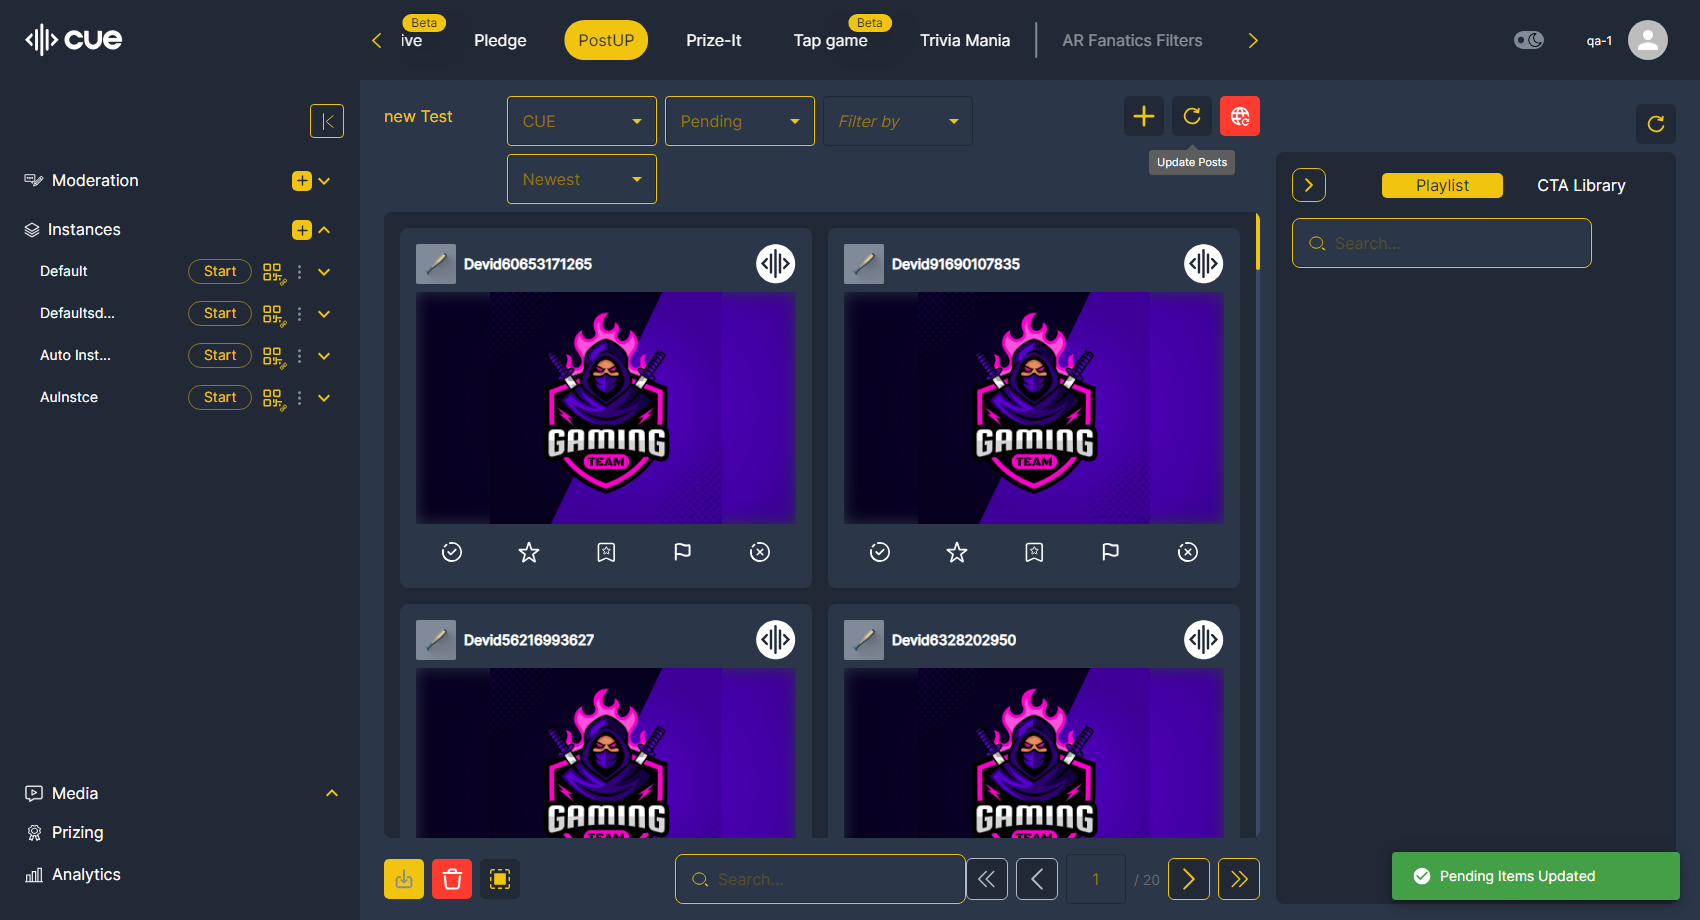 cue
Beta
ive
Pledge
PostUP
Prize-It
Beta
Tap game
Trivia Mania
AR Fanatics Filters
qa-1
new Test
CUE
Pending
Filter by
Newest
Update Posts
Moderation
Instances
Default
Start
Defaultsd...
Start
Auto Inst...
Start
AuInstce
Start
Media
Prizing
Analytics
Devid60653171265
GAMING
TEAM
Devid91690107835
GAMING
TEAM
Devid56216993627
GAMING
TEAM
Devid6328202950
GAMING
TEAM
Playlist
CTA Library
Search...
Search...
1
/ 20
Pending Items Updated